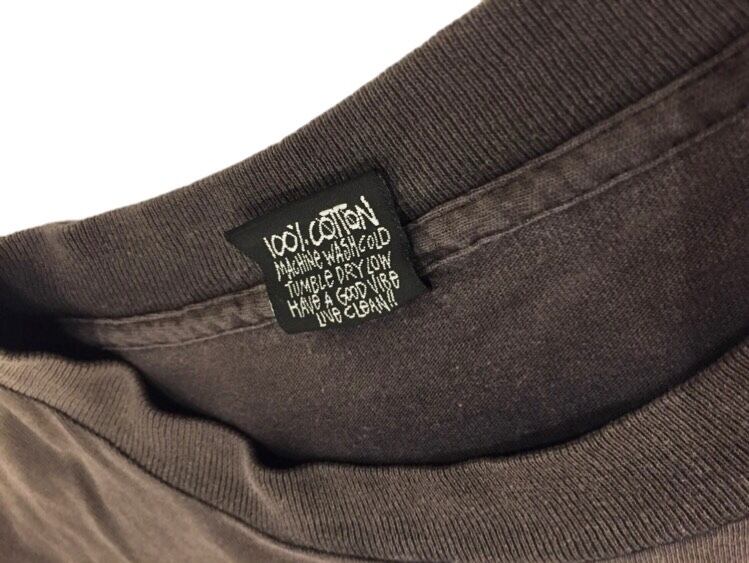 100% COTTON
MACHINE WASH COLD
TUMBLE DRY LOW
HAVE A GOOD VIBE
LIVE CLEAN!!